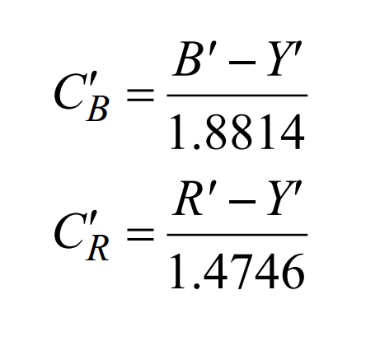 C′_B = (B′ − Y′) / 1.8814
C′_R = (R′ − Y′) / 1.4746